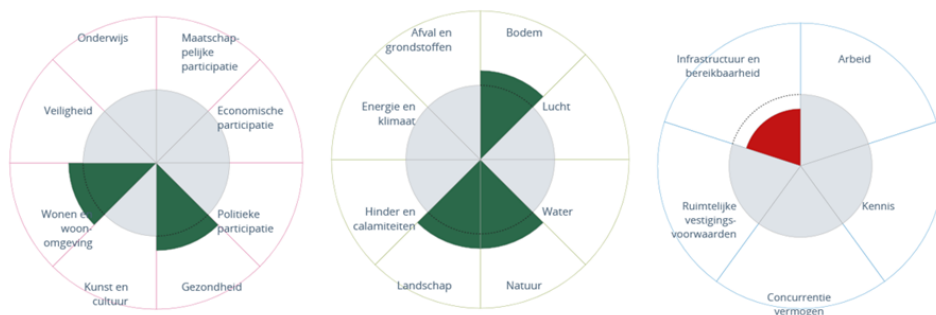 Onderwijs
Maatschap-
pelijke
participatie
Veiligheid
Economische
participatie
Wonen en
woon-
omgeving
Politieke
participatie
Kunst en
cultuur
Gezondheid
Afval en
grondstoffen
Bodem
Energie en
klimaat
Lucht
Hinder en
calamiteiten
Water
Landschap
Natuur
Infrastructuur en
bereikbaarheid
Arbeid
Ruimtelijke
vestigings-
voorwaarden
Kennis
Concurrentie
vermogen